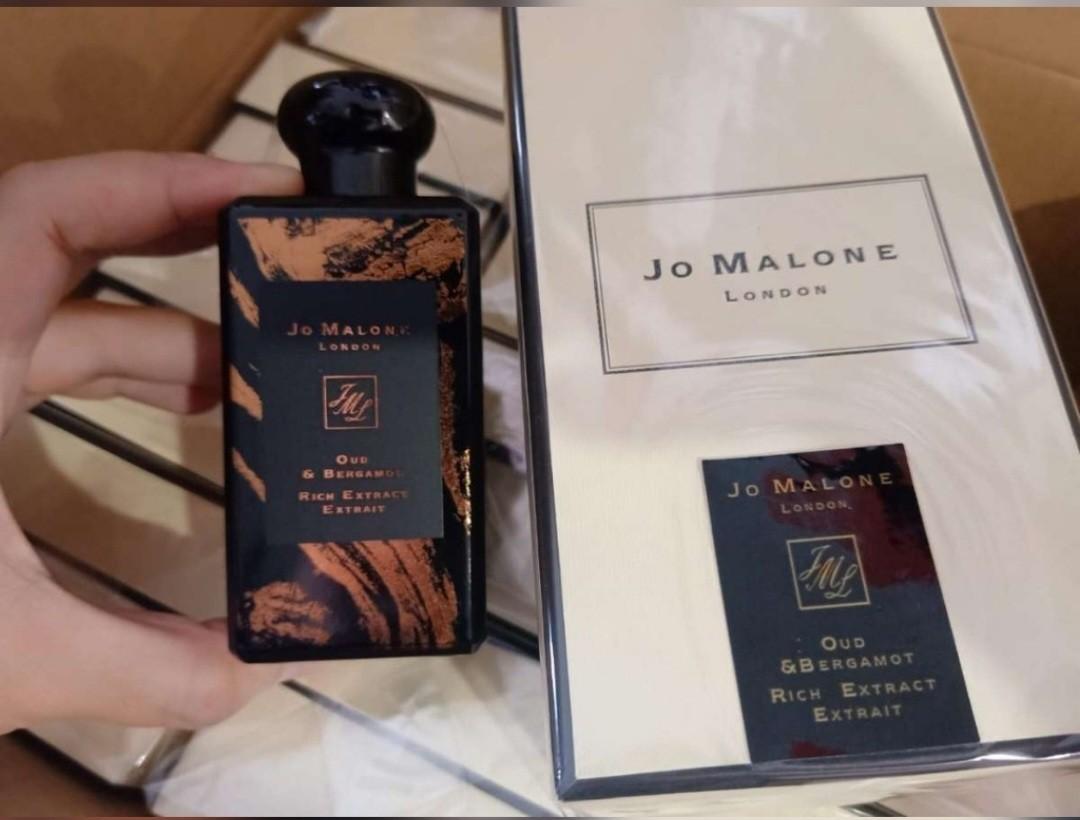 Jo Malone
London
JML
Oud
& Bergamot
Rich Extract
Extrait
Jo Malone
London
Jo Malone
London
JML
Oud
&Bergamot
Rich Extract
Extrait